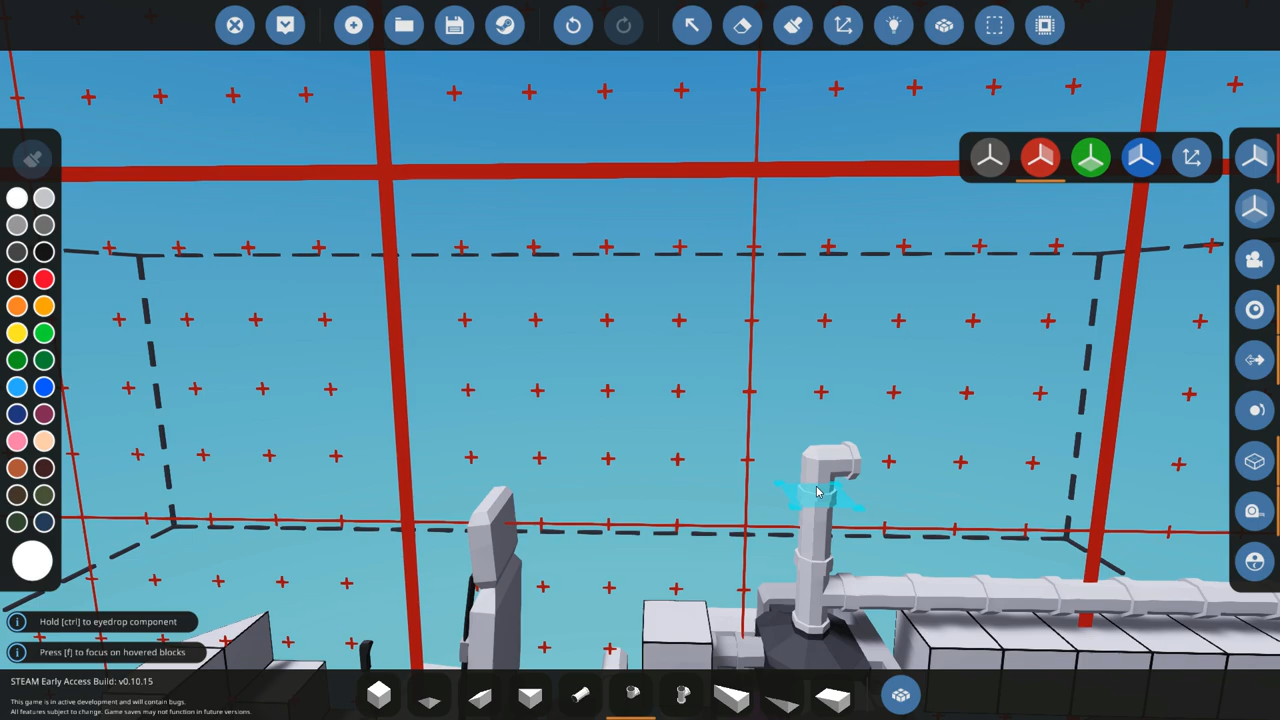 Hold [ctrl] to eyedrop component
Press [f] to focus on hovered blocks
STEAM Early Access Build: v0.10.15
This game is in active development and will contain bugs.
All features subject to change. Game saves may not function in future versions.